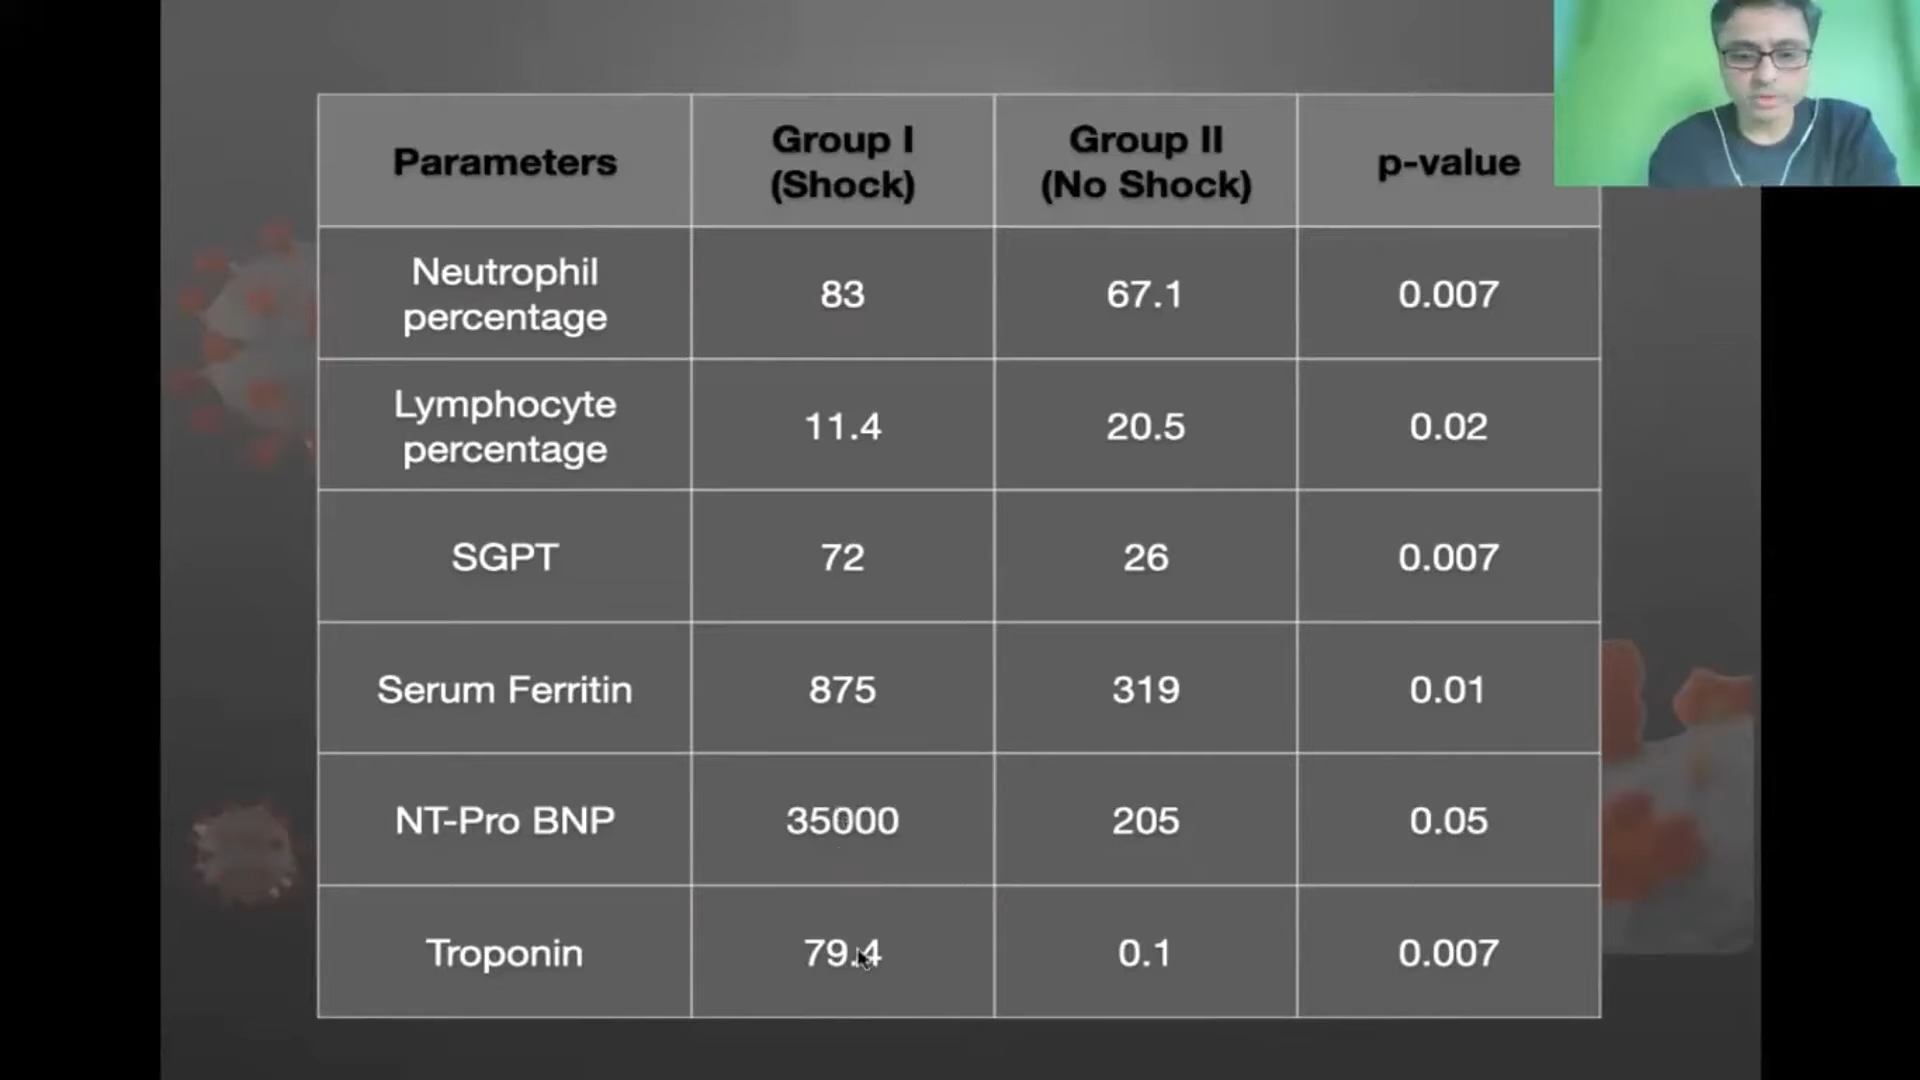 Parameters
Group I
(Shock)
Group II
(No Shock)
p-value
Neutrophil
percentage
83
67.1
0.007
Lymphocyte
percentage
11.4
20.5
0.02
SGPT
72
26
0.007
Serum Ferritin
875
319
0.01
NT-Pro BNP
35000
205
0.05
Troponin
79.4
0.1
0.007